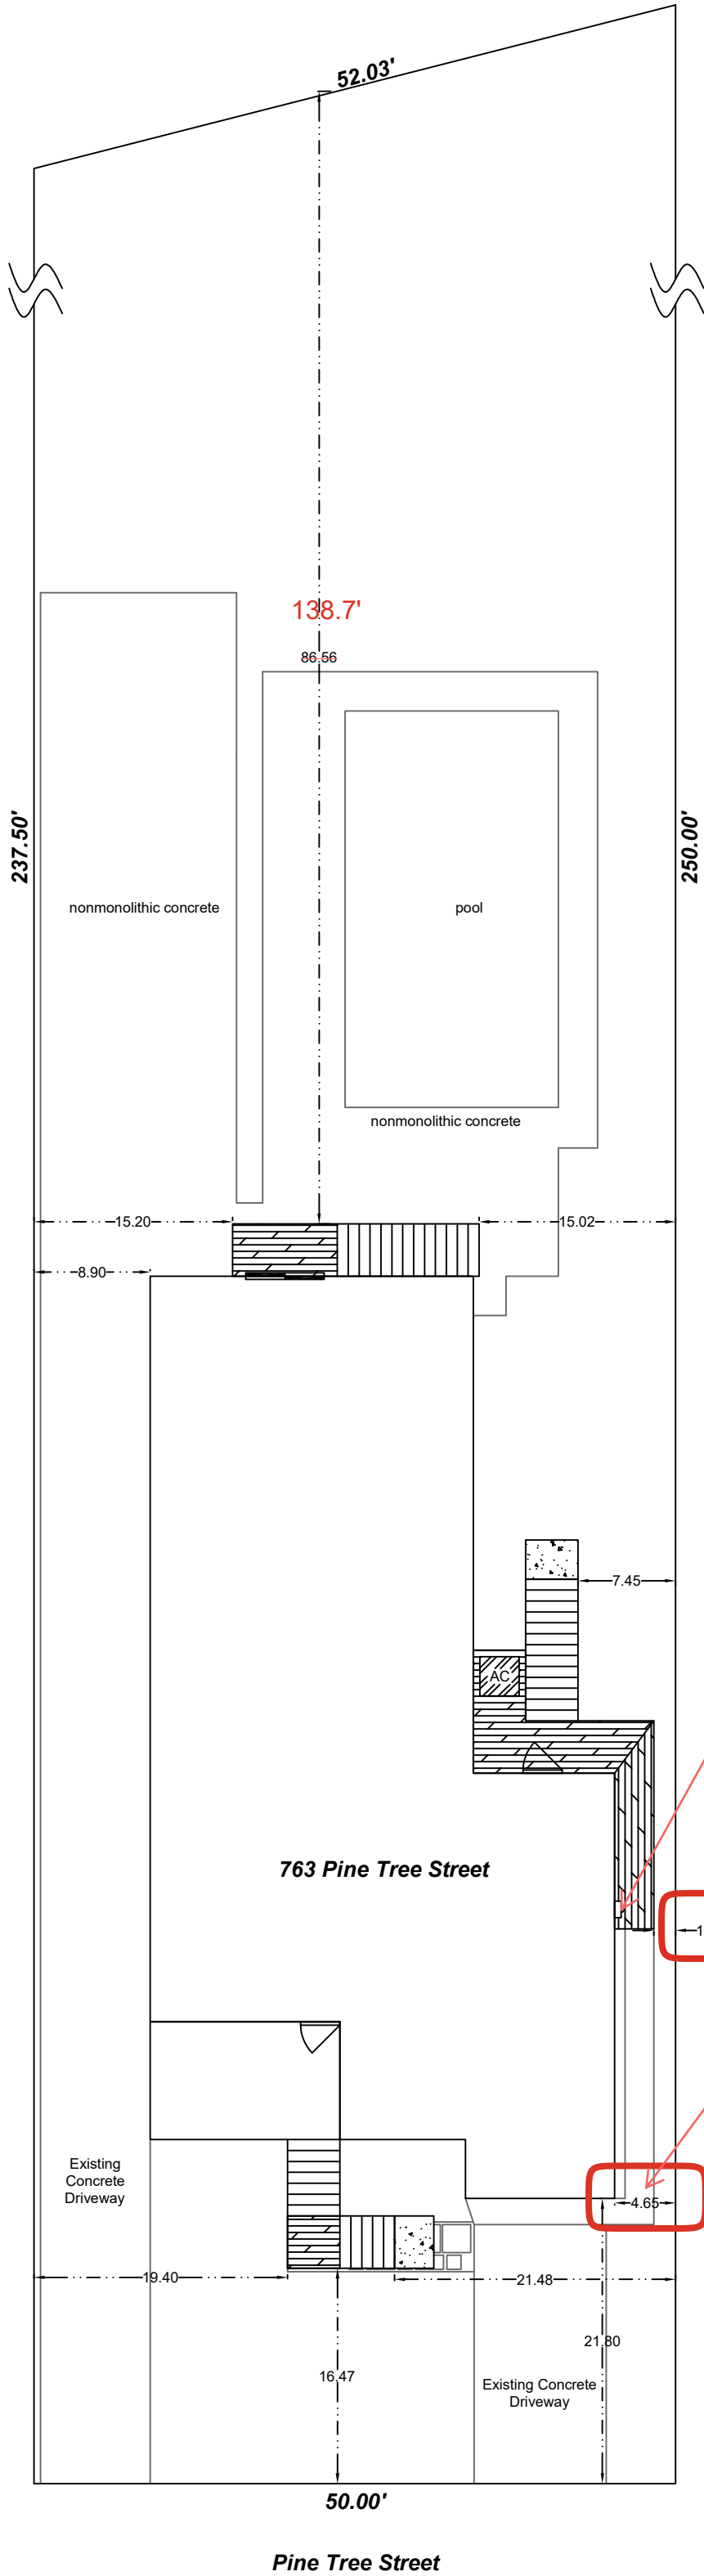 52.03'
138.7'
86.56
237.50'
250.00'
nonmonolithic concrete
pool
nonmonolithic concrete
15.20
15.02
8.90
7.45
AC
763 Pine Tree Street
1
Existing
Concrete
Driveway
4.65
19.40
21.48
21.80
16.47
Existing Concrete
Driveway
50.00'
Pine Tree Street